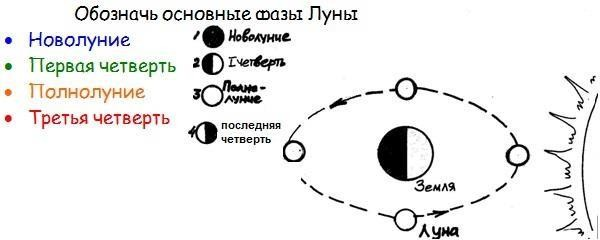 Обозначь основные фазы Луны
Новолуние
Первая четверть
Полнолуние
Третья четверть
1 Новолуние
2 I четверть
3 Полно-
луние
4 последняя
четверть
Земля
Луна